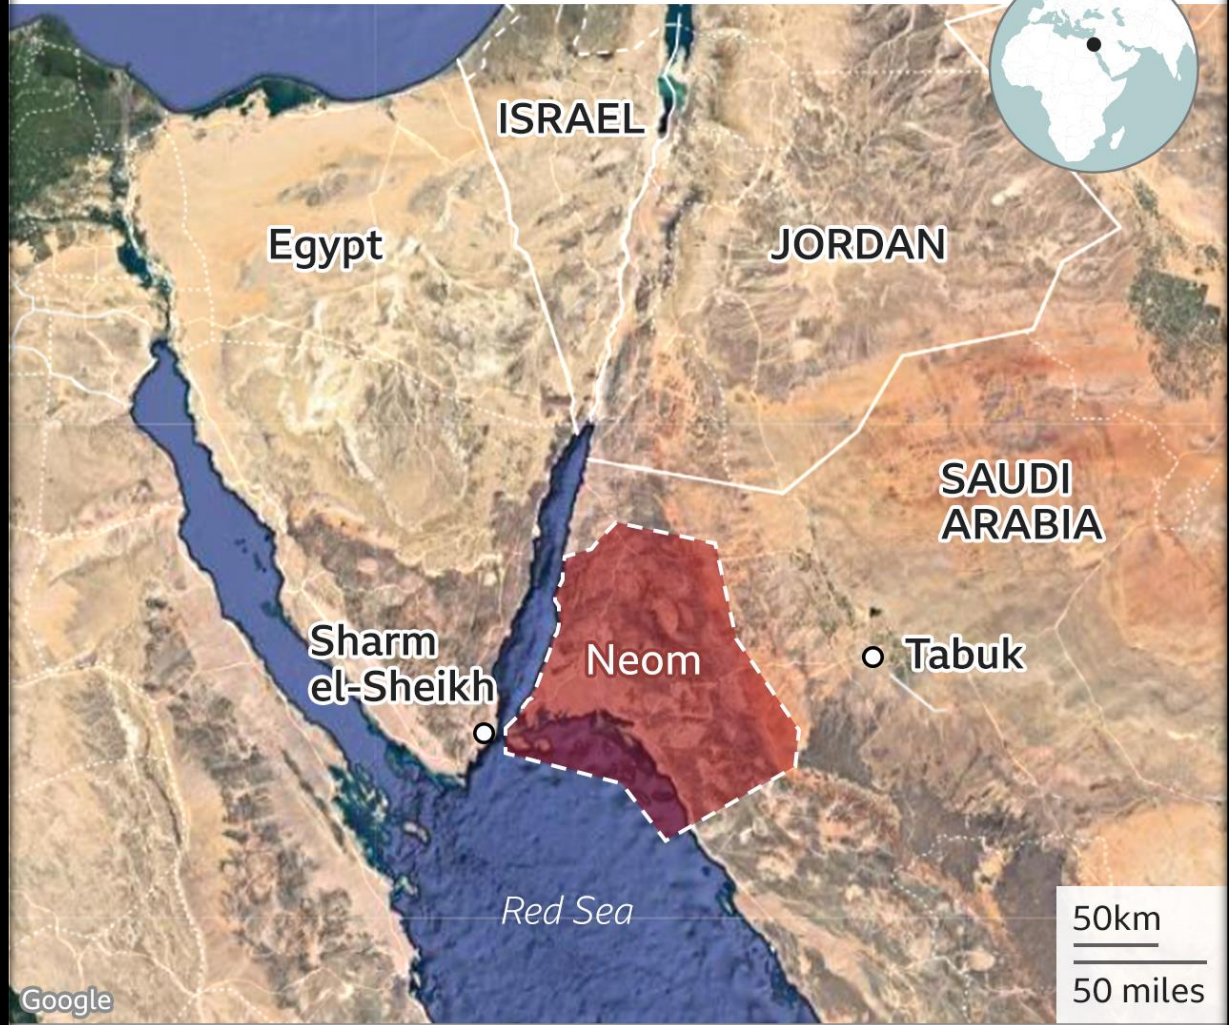 ISRAEL
Egypt
JORDAN
SAUDI
ARABIA
Sharm
el-Sheikh
Neom
Tabuk
Red Sea
50km
50 miles
Google